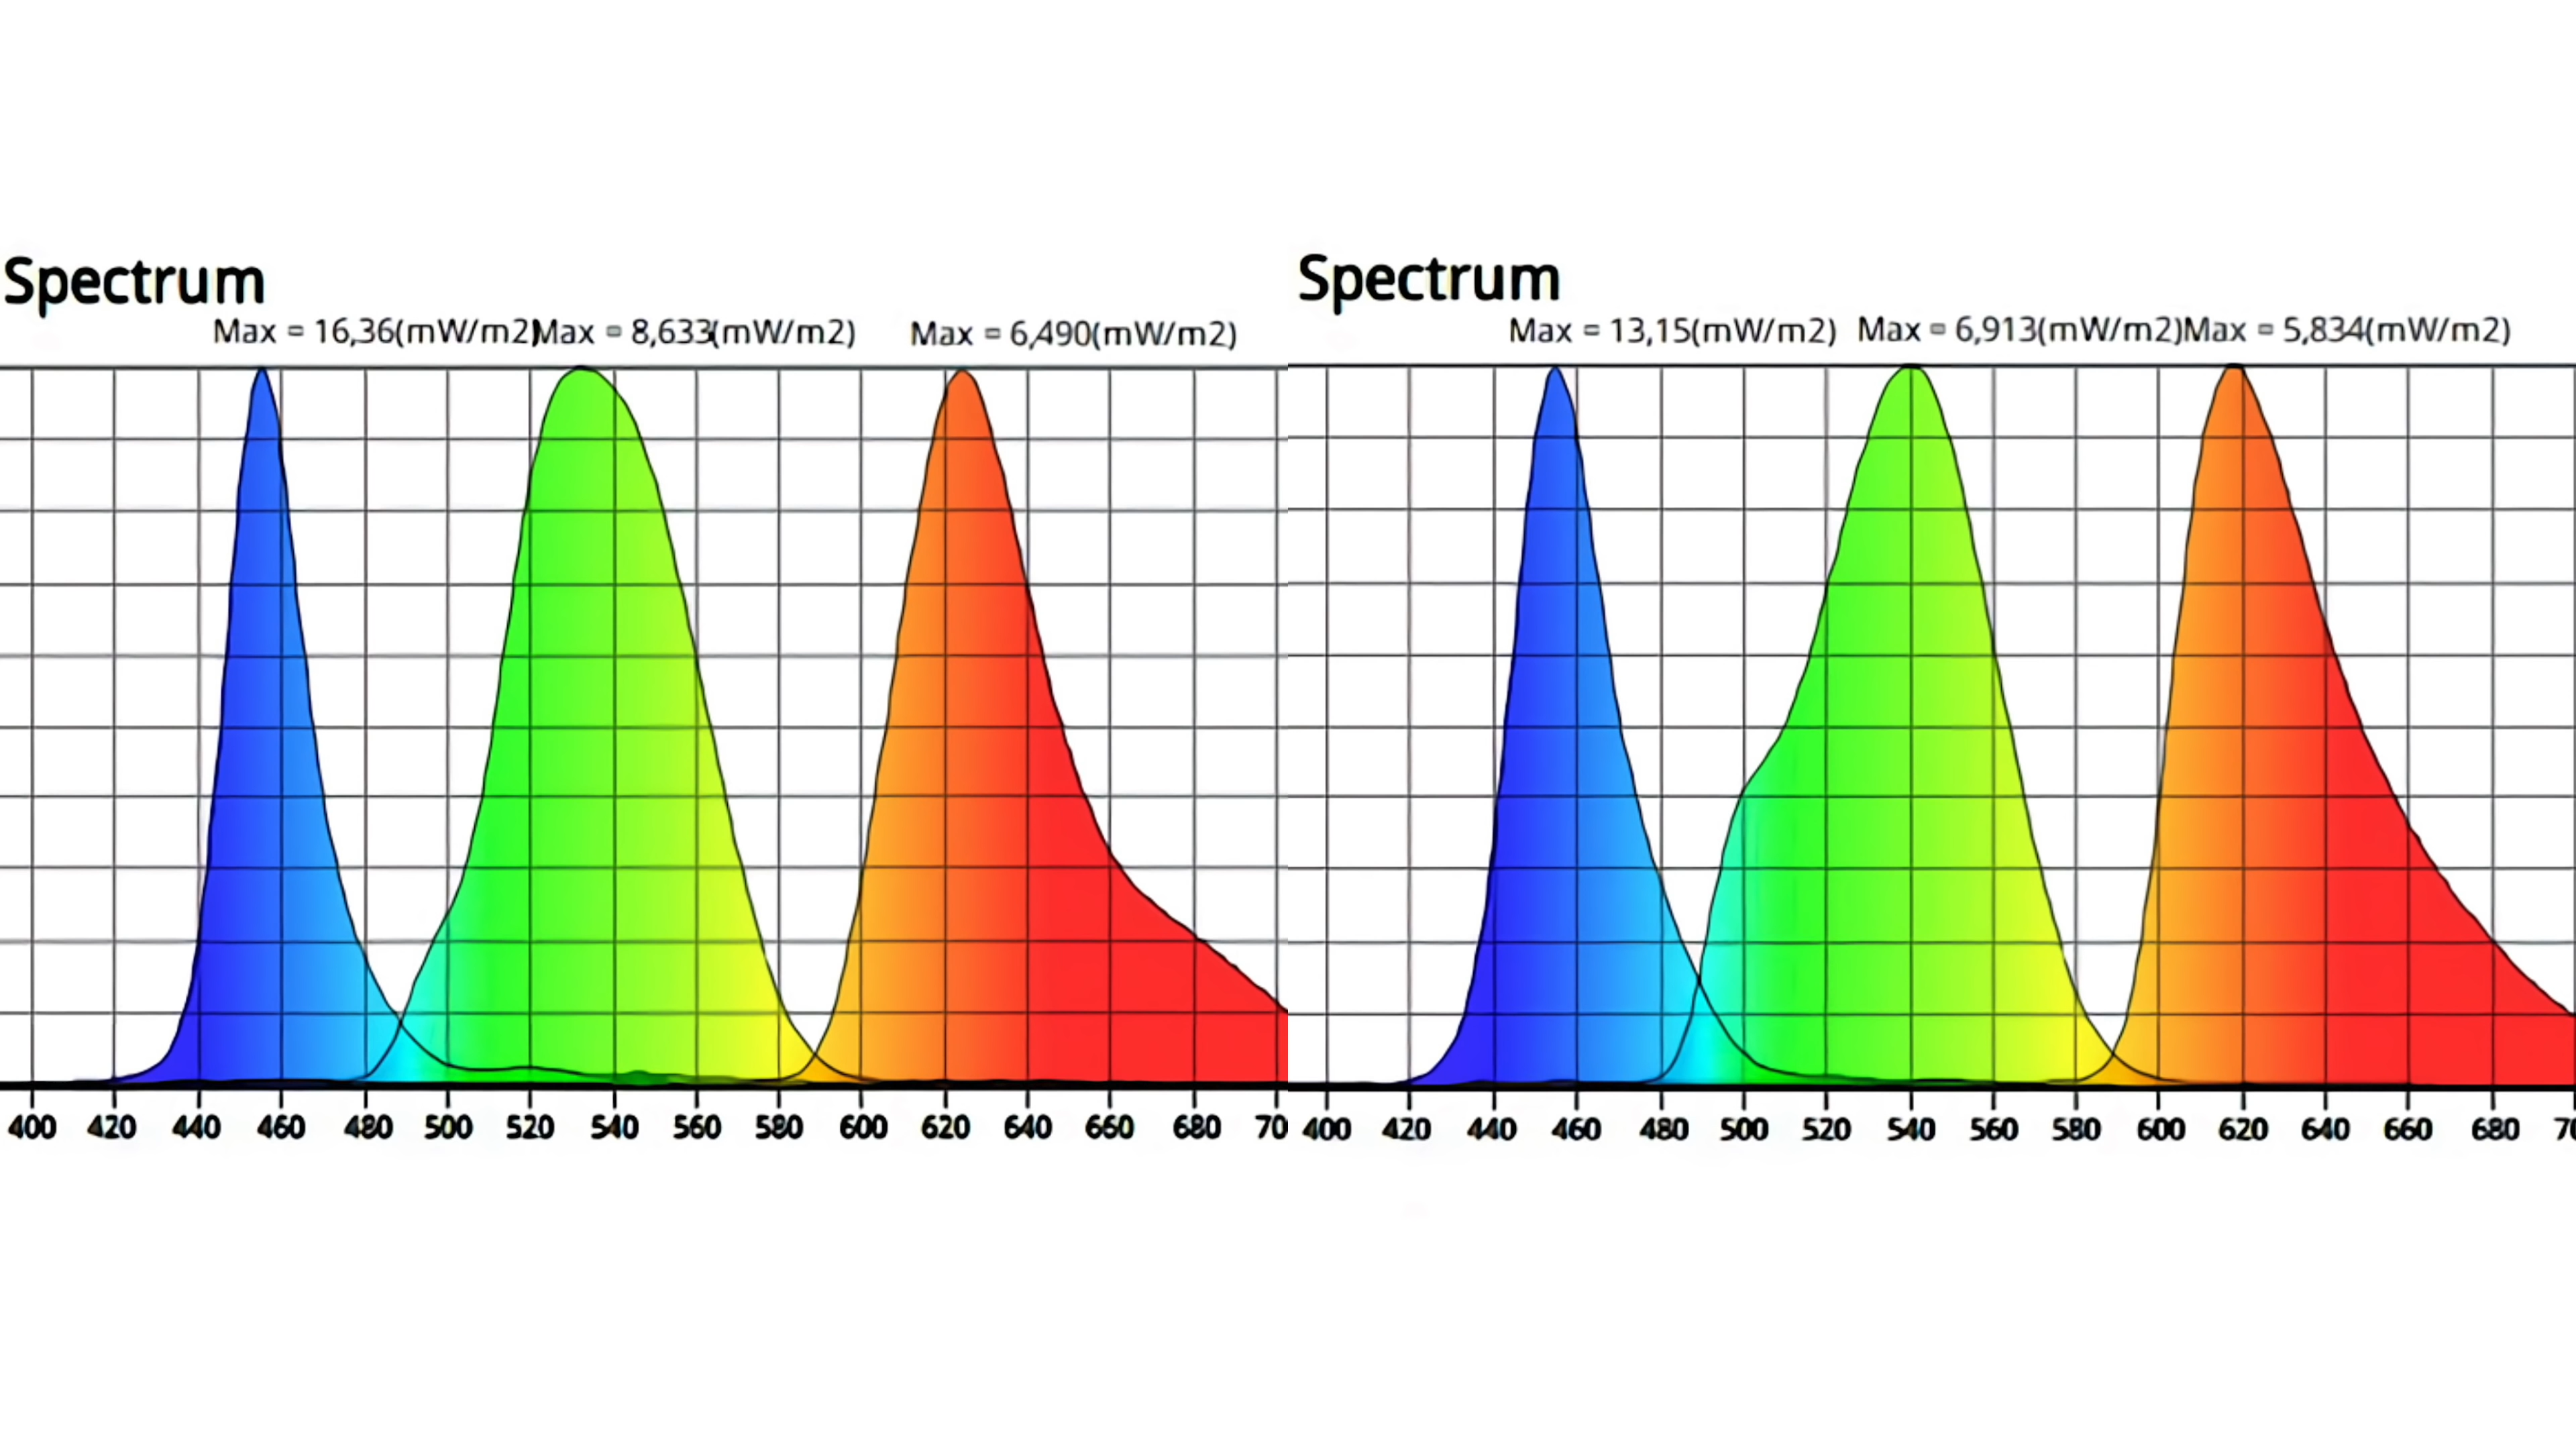 Spectrum
Max = 16,36(mW/m2)Max = 8,633(mW/m2) Max = 6,490(mW/m2)
400 420 440 460 480 500 520 540 560 580 600 620 640 660 680 70
Spectrum
Max = 13,15(mW/m2) Max = 6,913(mW/m2)Max = 5,834(mW/m2)
400 420 440 460 480 500 520 540 560 580 600 620 640 660 680 70